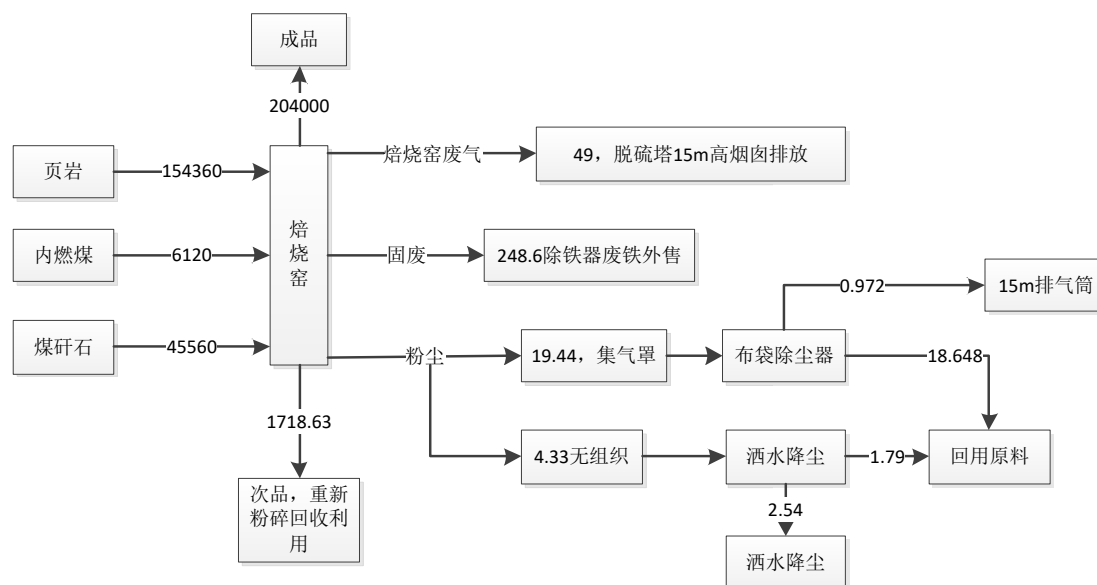 成品
204000
焙烧窑废气
49，脱硫塔15m高烟囱排放
页岩
154360
焙
烧
窑
内燃煤
6120
固废
248.6除铁器废铁外售
15m排气筒
0.972
煤矸石
45560
粉尘
19.44，集气罩
布袋除尘器
18.648
1718.63
4.33无组织
洒水降尘
1.79
回用原料
次品，重新
粉碎回收利
用
2.54
洒水降尘